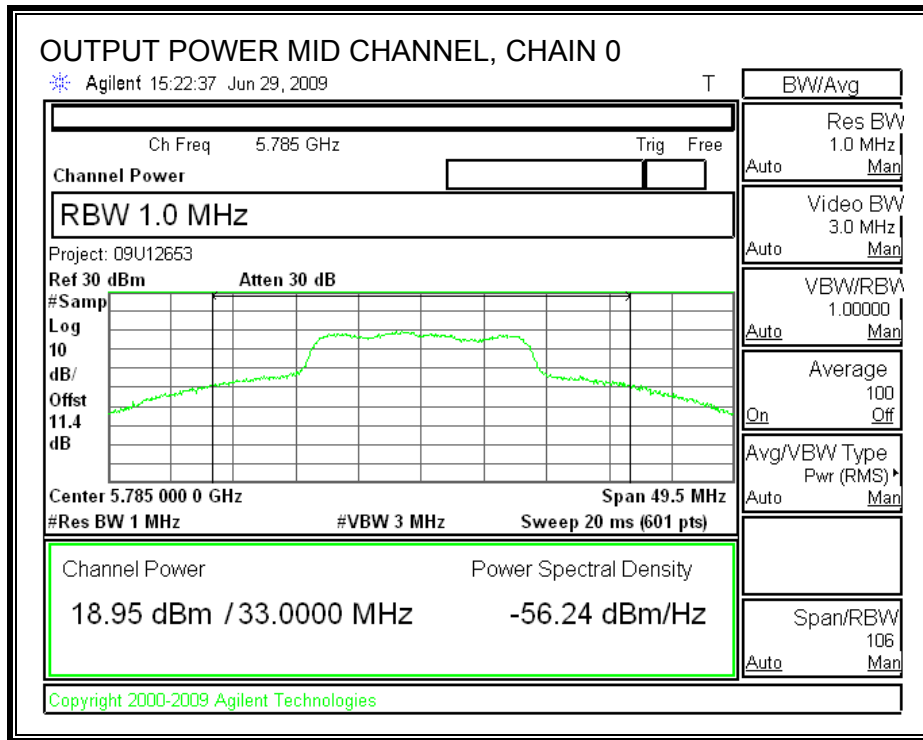 OUTPUT POWER MID CHANNEL, CHAIN 0
Agilent 15:22:37 Jun 29, 2009 T
Ch Freq 5.785 GHz Trig Free
Channel Power
RBW 1.0 MHz
Project: 09U12653
Ref 30 dBm Atten 30 dB
#Samp
Log
10
dB/
Offst
11.4
dB
Center 5.785 000 0 GHz Span 49.5 MHz
#Res BW 1 MHz #VBW 3 MHz Sweep 20 ms (601 pts)
Channel Power Power Spectral Density
18.95 dBm / 33.0000 MHz -56.24 dBm/Hz
Copyright 2000-2009 Agilent Technologies
BW/Avg
Res BW
1.0 MHz
Auto Man
Video BW
3.0 MHz
Auto Man
VBW/RBW
1.00000
Auto Man
Average
100
On Off
Avg/VBW Type
Pwr (RMS)
Auto Man
Span/RBW
106
Auto Man